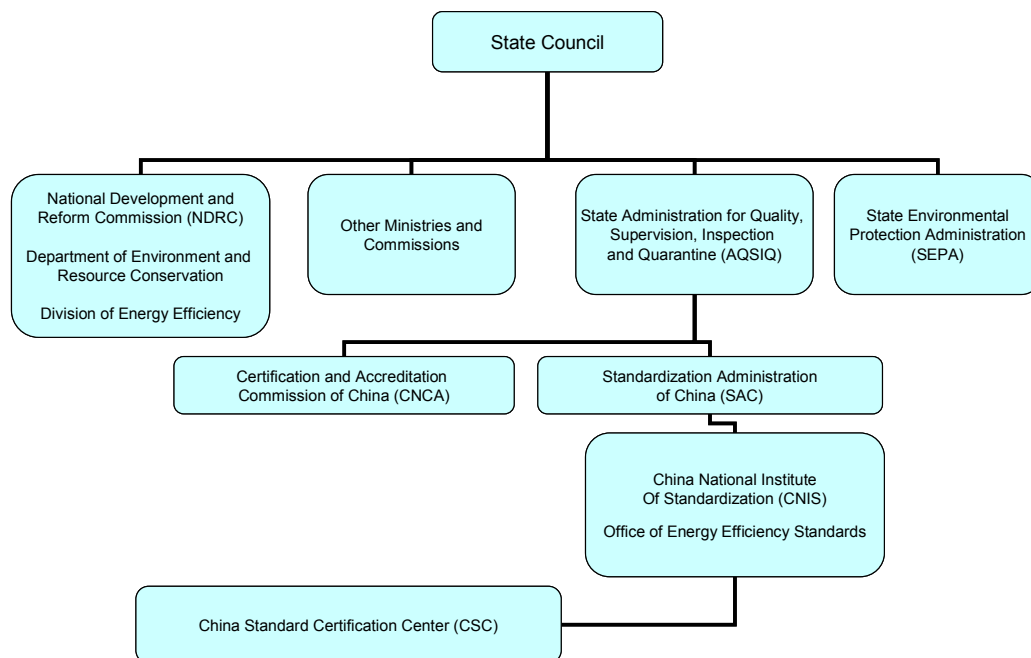 State Council
National Development and
Reform Commission (NDRC)
Department of Environment and
Resource Conservation
Division of Energy Efficiency
Other Ministries and
Commissions
State Administration for Quality,
Supervision, Inspection
and Quarantine (AQSIQ)
State Environmental
Protection Administration
(SEPA)
Certification and Accreditation
Commission of China (CNCA)
Standardization Administration
of China (SAC)
China National Institute
Of Standardization (CNIS)
Office of Energy Efficiency Standards
China Standard Certification Center (CSC)